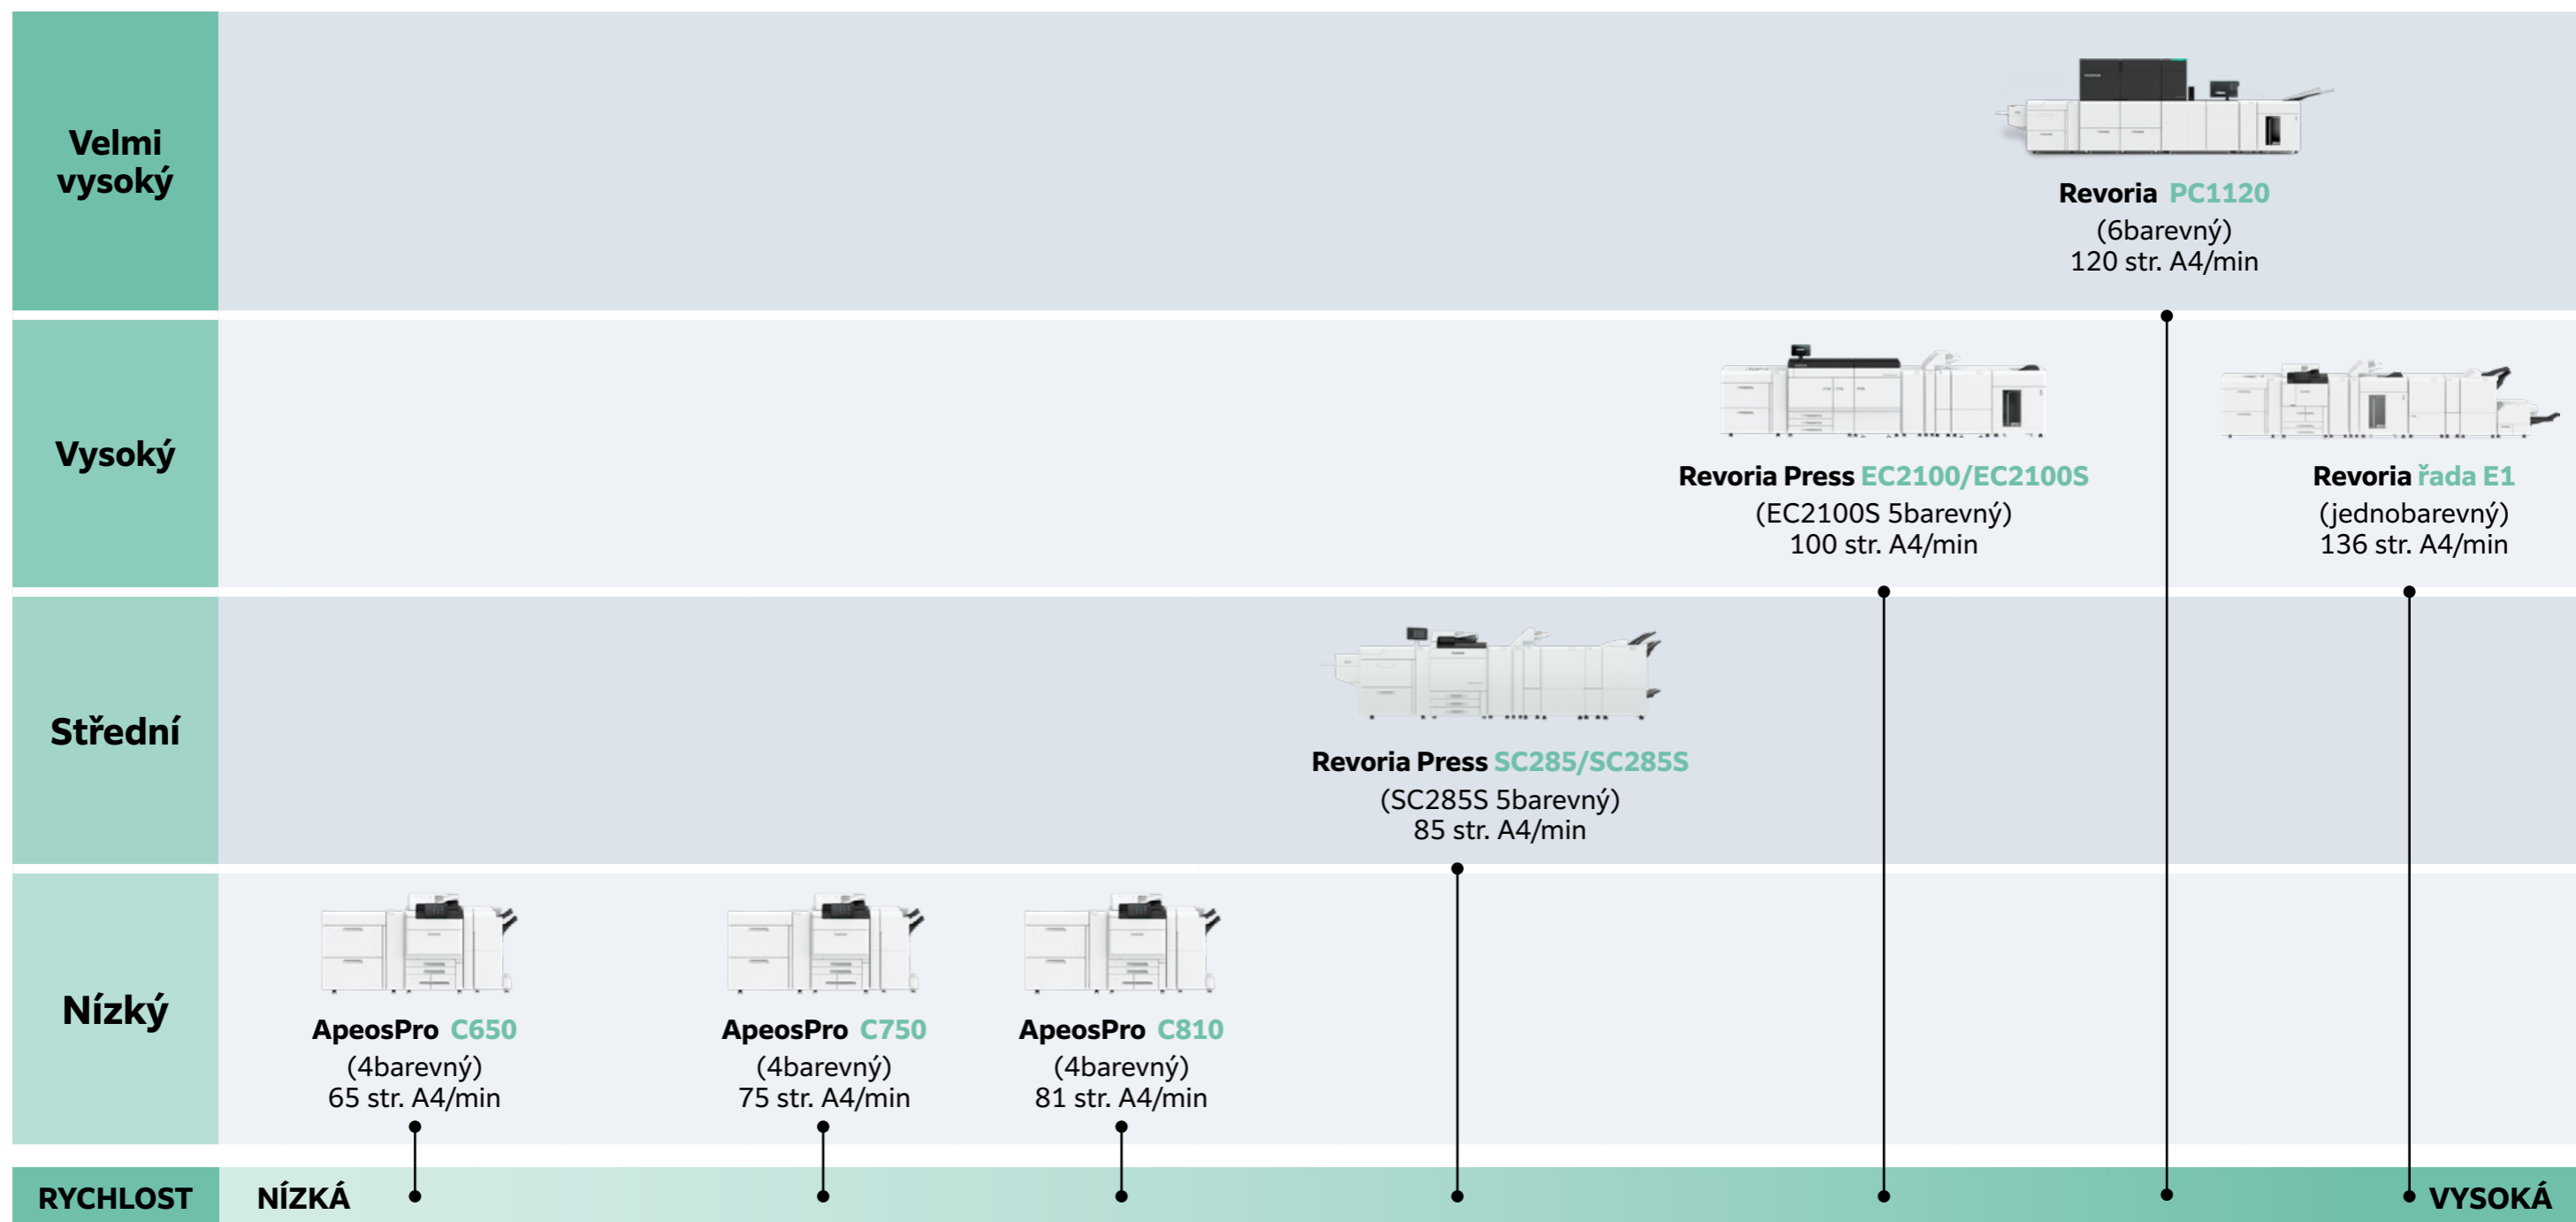 Velmi
vysoký
Revoria PC1120
(6barevný)
120 str. A4/min
Vysoký
Revoria Press EC2100/EC2100S
(EC2100S 5barevný)
100 str. A4/min
Revoria řada E1
(jednobarevný)
136 str. A4/min
Střední
Revoria Press SC285/SC285S
(SC285S 5barevný)
85 str. A4/min
Nízký
ApeosPro C650
(4barevný)
65 str. A4/min
ApeosPro C750
(4barevný)
75 str. A4/min
ApeosPro C810
(4barevný)
81 str. A4/min
RYCHLOST
NÍZKÁ
VYSOKÁ